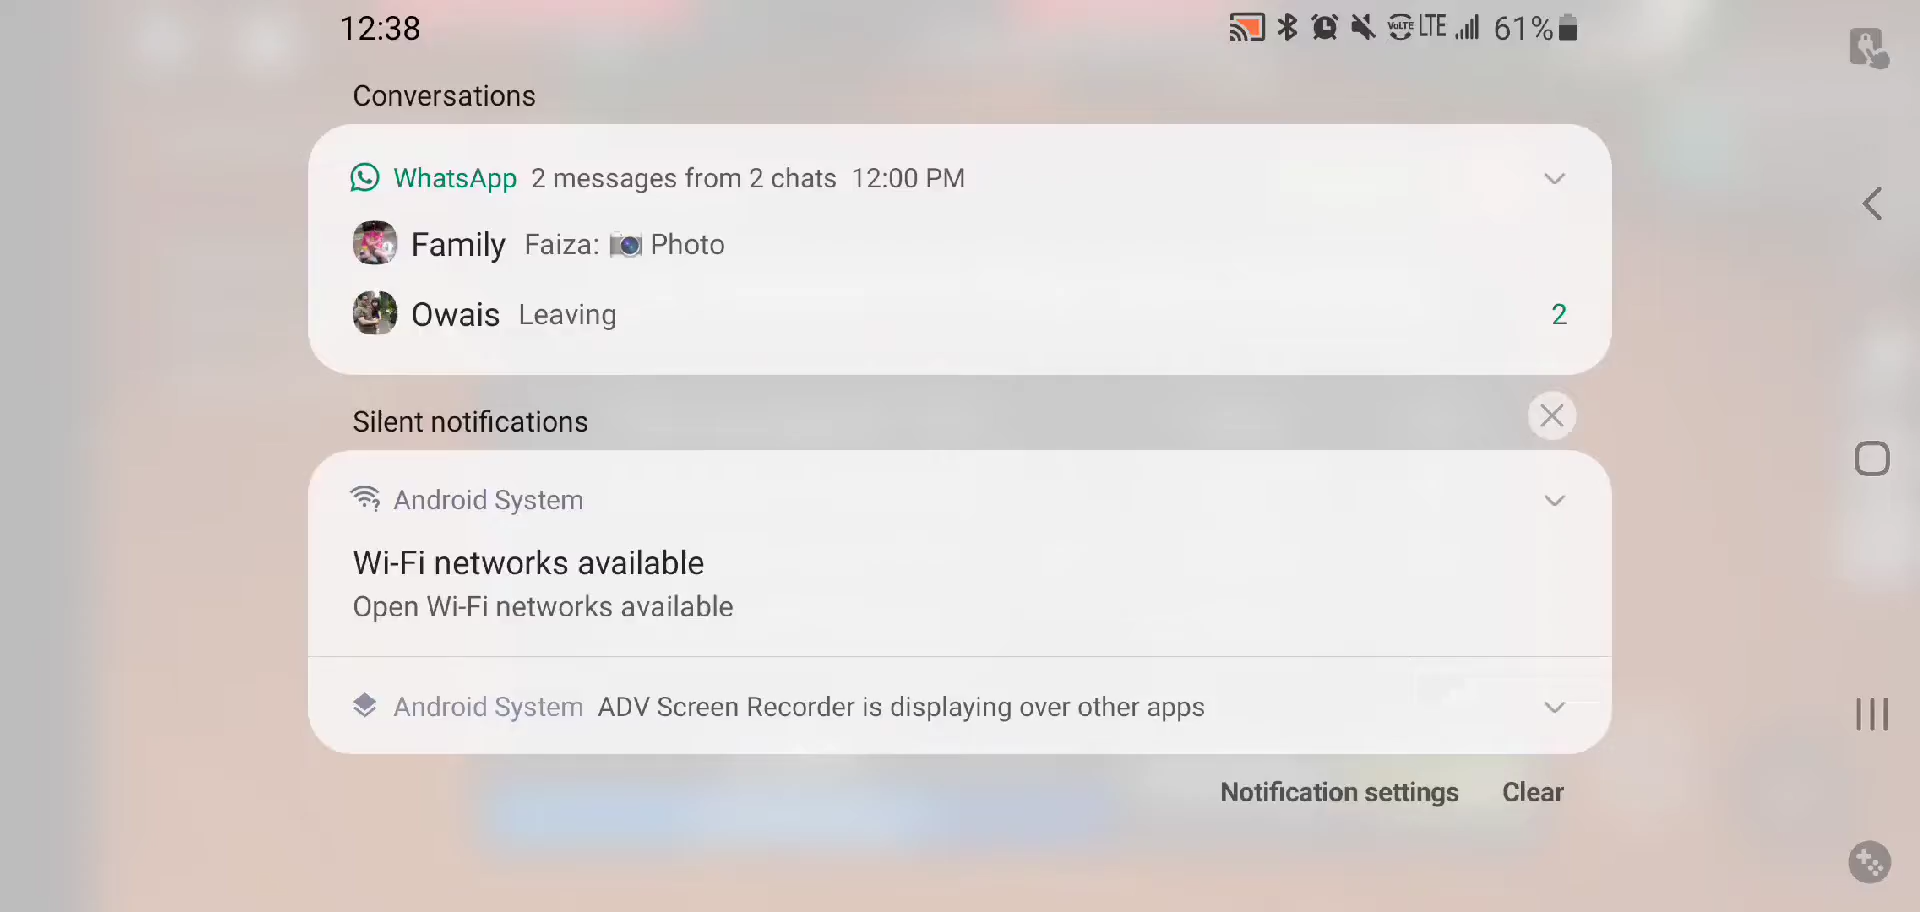 12:38
VoLTE LTE 61%
Conversations
WhatsApp 2 messages from 2 chats 12:00 PM
Family Faiza: 📷 Photo
Owais Leaving 2
Silent notifications
Android System
Wi-Fi networks available
Open Wi-Fi networks available
Android System ADV Screen Recorder is displaying over other apps
Notification settings Clear